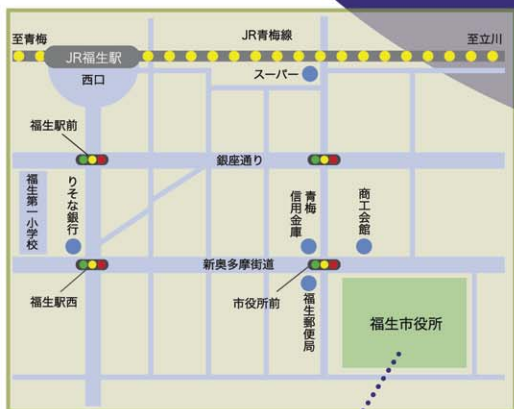 至青梅
JR青梅線
至立川
JR福生駅
西口
スーパー
福生駅前
銀座通り
福生第一小学校
りそな銀行
青梅
信用金庫
商工会館
新奥多摩街道
福生駅西
市役所前
福生郵便局
福生市役所